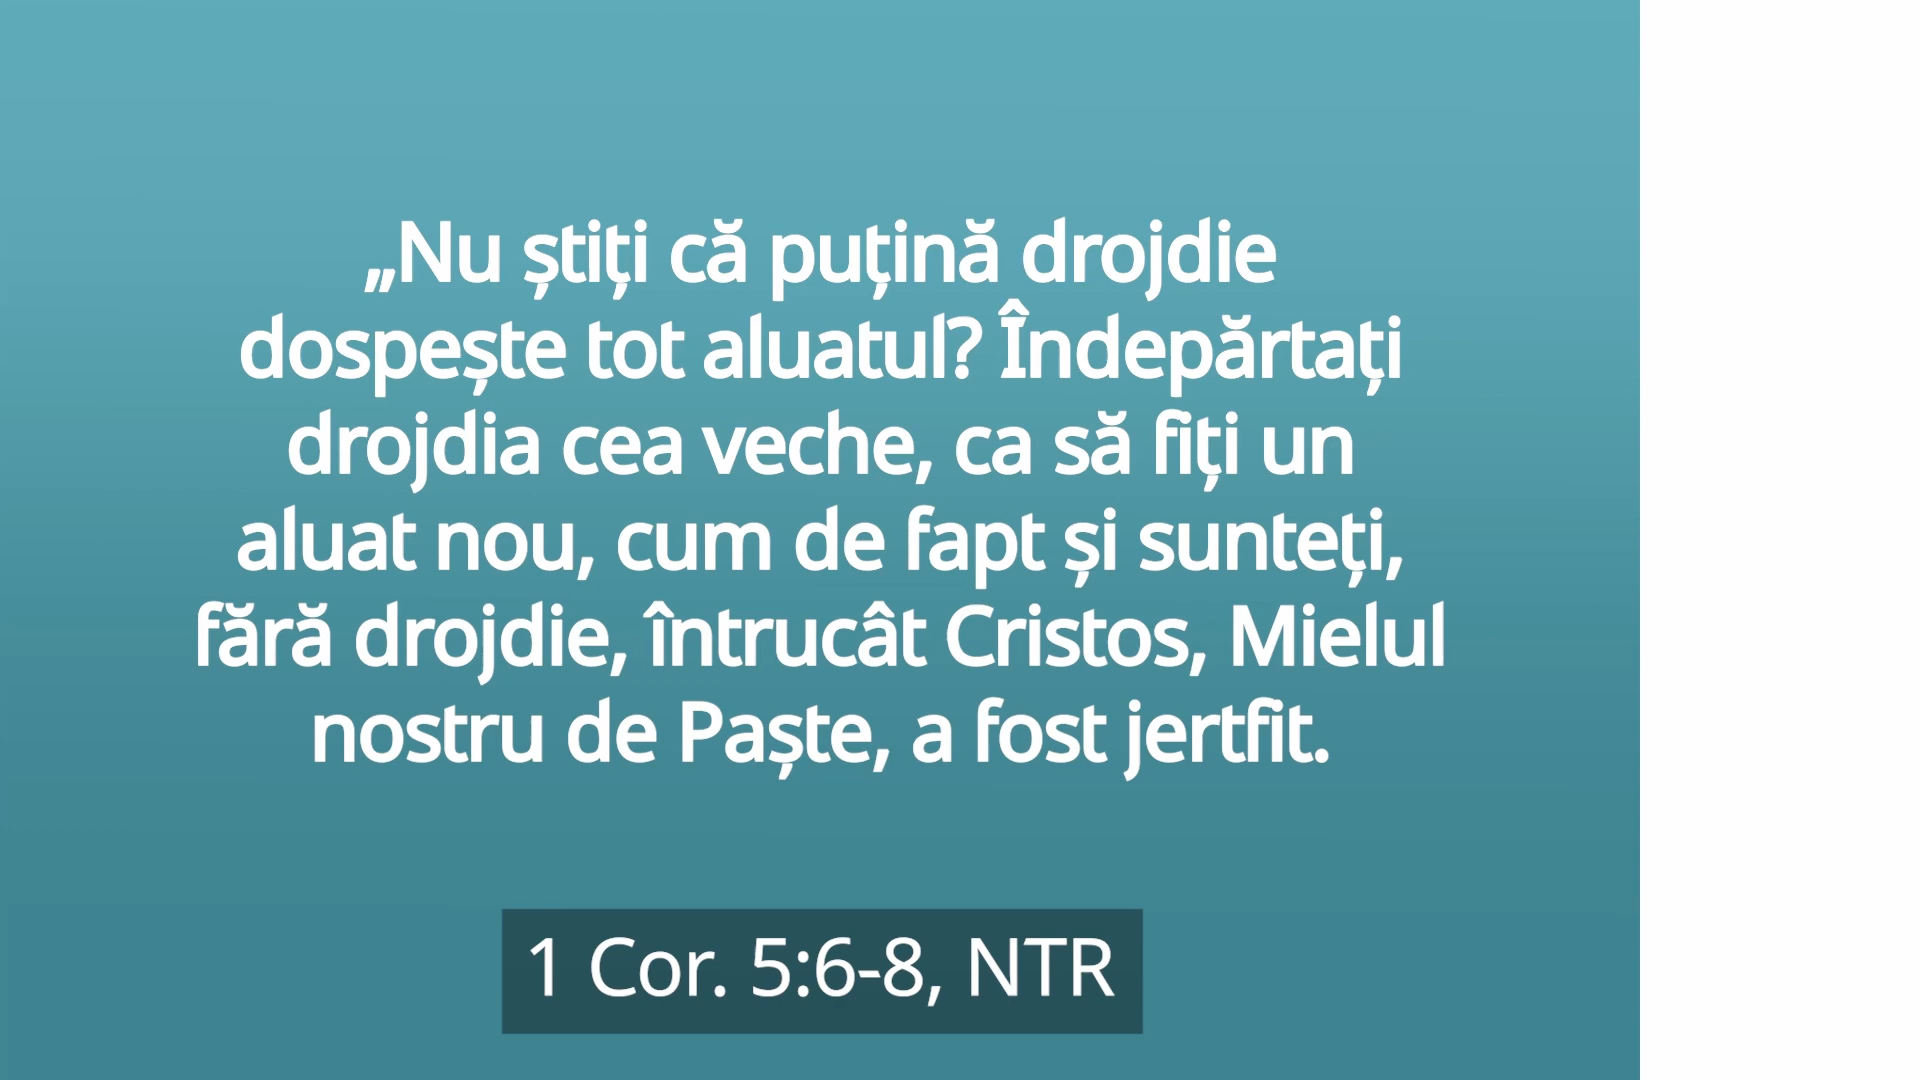 „Nu știți că puțină drojdie
dospește tot aluatul? Îndepărtați
drojdia cea veche, ca să fiți un
aluat nou, cum de fapt și sunteți,
fără drojdie, întrucât Cristos, Mielul
nostru de Paște, a fost jertfit.
1 Cor. 5:6-8, NTR